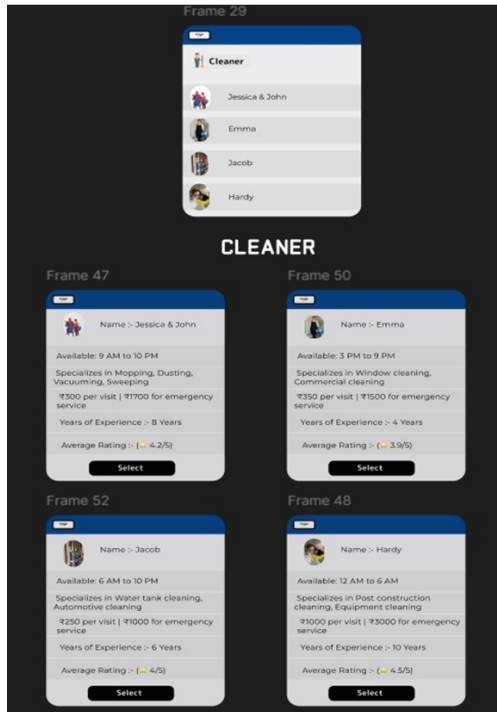 Frame 29
Cleaner
Jessica & John
Emma
Jacob
Hardy
CLEANER
Frame 47
Name :- Jessica & John
Available: 9 AM to 10 PM
Specializes in Mopping, Dusting,
Vacuuming, Sweeping
₹300 per visit | ₹1700 for emergency
service
Years of Experience :- 8 Years
Average Rating :- (⭐ 4.2/5)
Select
Frame 50
Name :- Emma
Available: 3 PM to 9 PM
Specializes in Window cleaning,
Commercial cleaning
₹350 per visit | ₹1500 for emergency
service
Years of Experience :- 4 Years
Average Rating :- (⭐ 3.9/5)
Select
Frame 52
Name :- Jacob
Available: 6 AM to 10 PM
Specializes in Water tank cleaning,
Automotive cleaning
₹250 per visit | ₹1000 for emergency
service
Years of Experience :- 6 Years
Average Rating :- (⭐ 4/5)
Select
Frame 48
Name :- Hardy
Available: 12 AM to 6 AM
Specializes in Post construction
cleaning, Equipment cleaning
₹1000 per visit | ₹3000 for emergency
service
Years of Experience :- 10 Years
Average Rating :- (⭐ 4.5/5)
Select